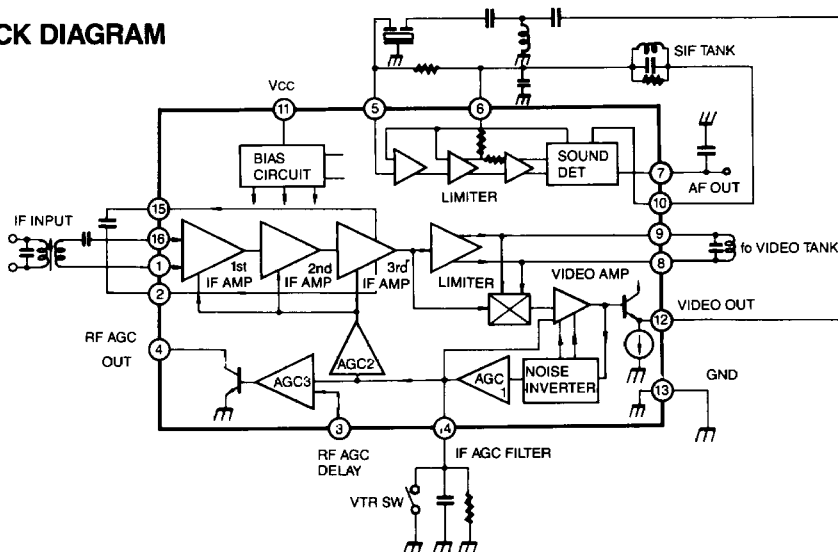 CK DIAGRAM
SIF TANK
Vcc
11
5
6
BIAS
CIRCUIT
SOUND
DET
7
AF OUT
10
LIMITER
IF INPUT
15
16
1
2
1st
IF AMP
2nd
IF AMP
3rd
IF AMP
LIMITER
9
8
fo VIDEO TANK
VIDEO AMP
12
VIDEO OUT
RF AGC
OUT
4
AGC3
AGC2
AGC
1
NOISE
INVERTER
13
GND
3
RF AGC
DELAY
14
IF AGC FILTER
VTR SW